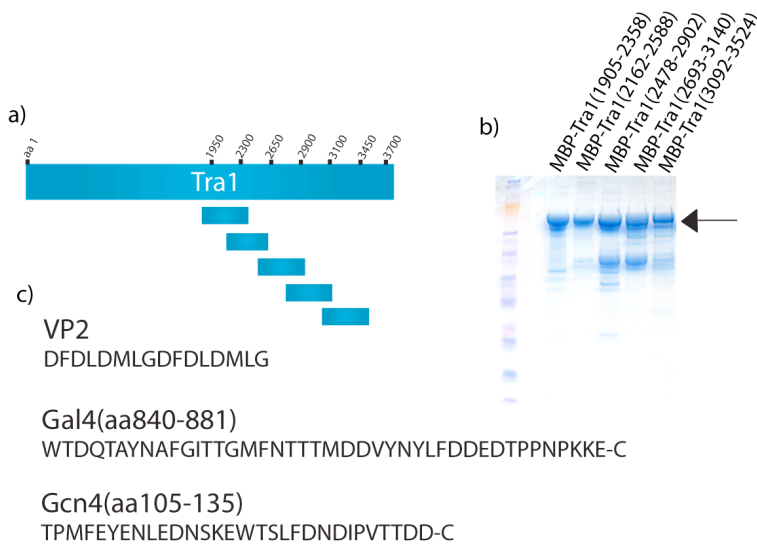 a)
aa 1
1950
2300
2650
2900
3100
3450
3700
Tra1
b)
MBP-Tra1(1905-2358)
MBP-Tra1(2162-2588)
MBP-Tra1(2478-2902)
MBP-Tra1(2693-3140)
MBP-Tra1(3092-3524)
c)
VP2
DFDLDMLGDFDLDMLG
Gal4(aa840-881)
WTDQTAYNAFGITTGMFNTTTMDDVYNYLFDDEDTPPNPKKE-C
Gcn4(aa105-135)
TPMFEYENLEDNSKEWTSLFDNDIPVTTDD-C